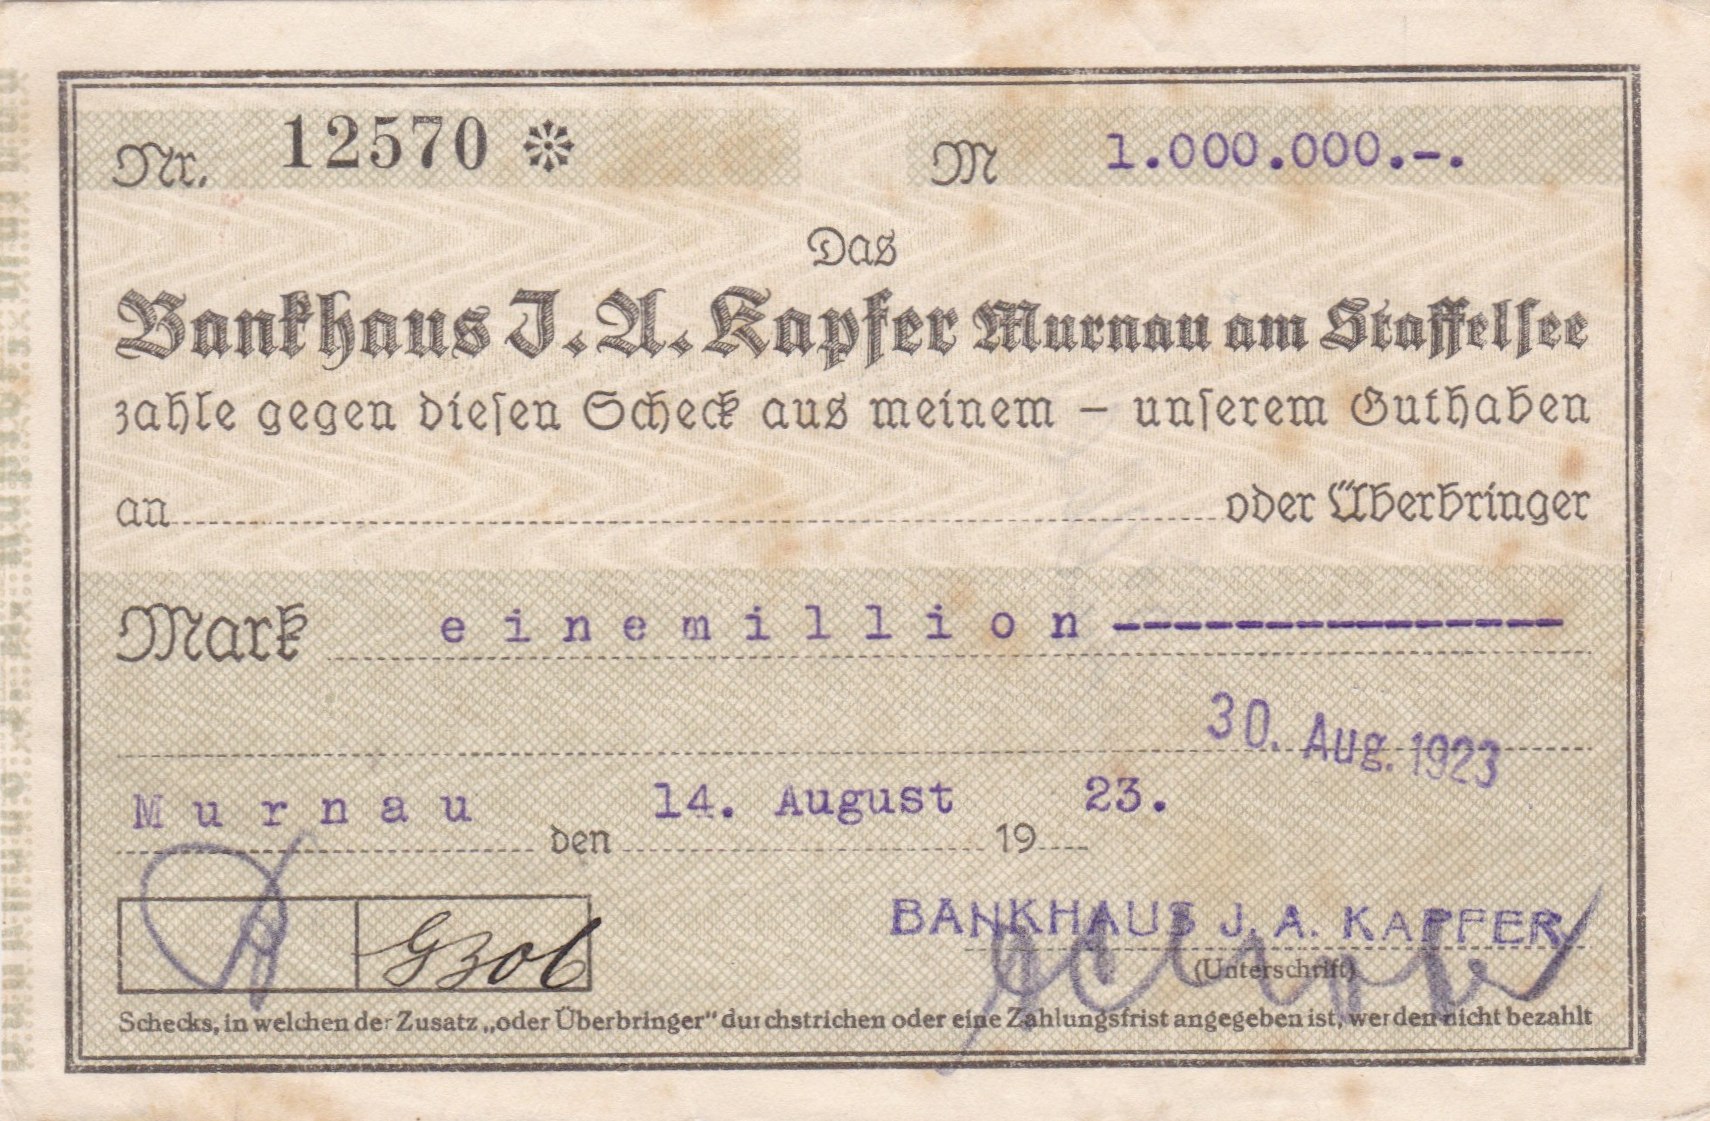 Nr. 12570 M 1.000.000.-.
Das
Bankhaus J. A. Kapfer Murnau am Staffelsee
zahle gegen diesen Scheck aus meinem – unserem Guthaben
an oder Überbringer
Mark einemillion ---------------
30. Aug. 1923
Murnau den 14. August 1923.
BANKHAUS J. A. KAPFER
(Unterschrift)
Schecks, in welchen der Zusatz „oder Überbringer" durchstrichen oder eine Zahlungsfrist angegeben ist, werden nicht bezahlt